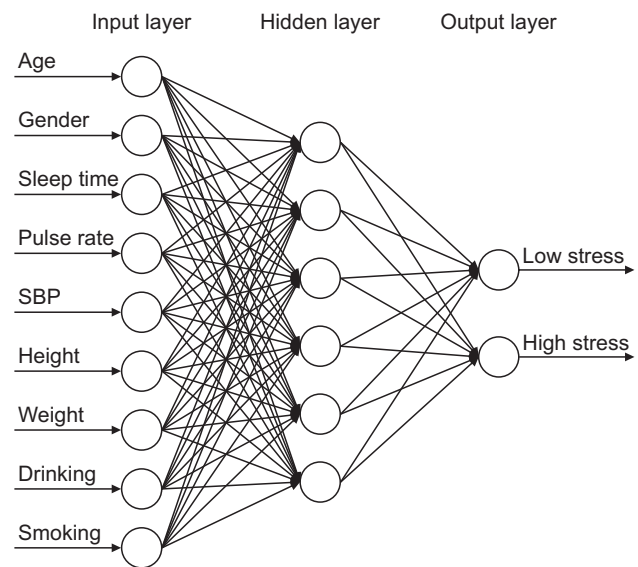 Input layer
Hidden layer
Output layer
Age
Gender
Sleep time
Pulse rate
SBP
Height
Weight
Drinking
Smoking
Low stress
High stress